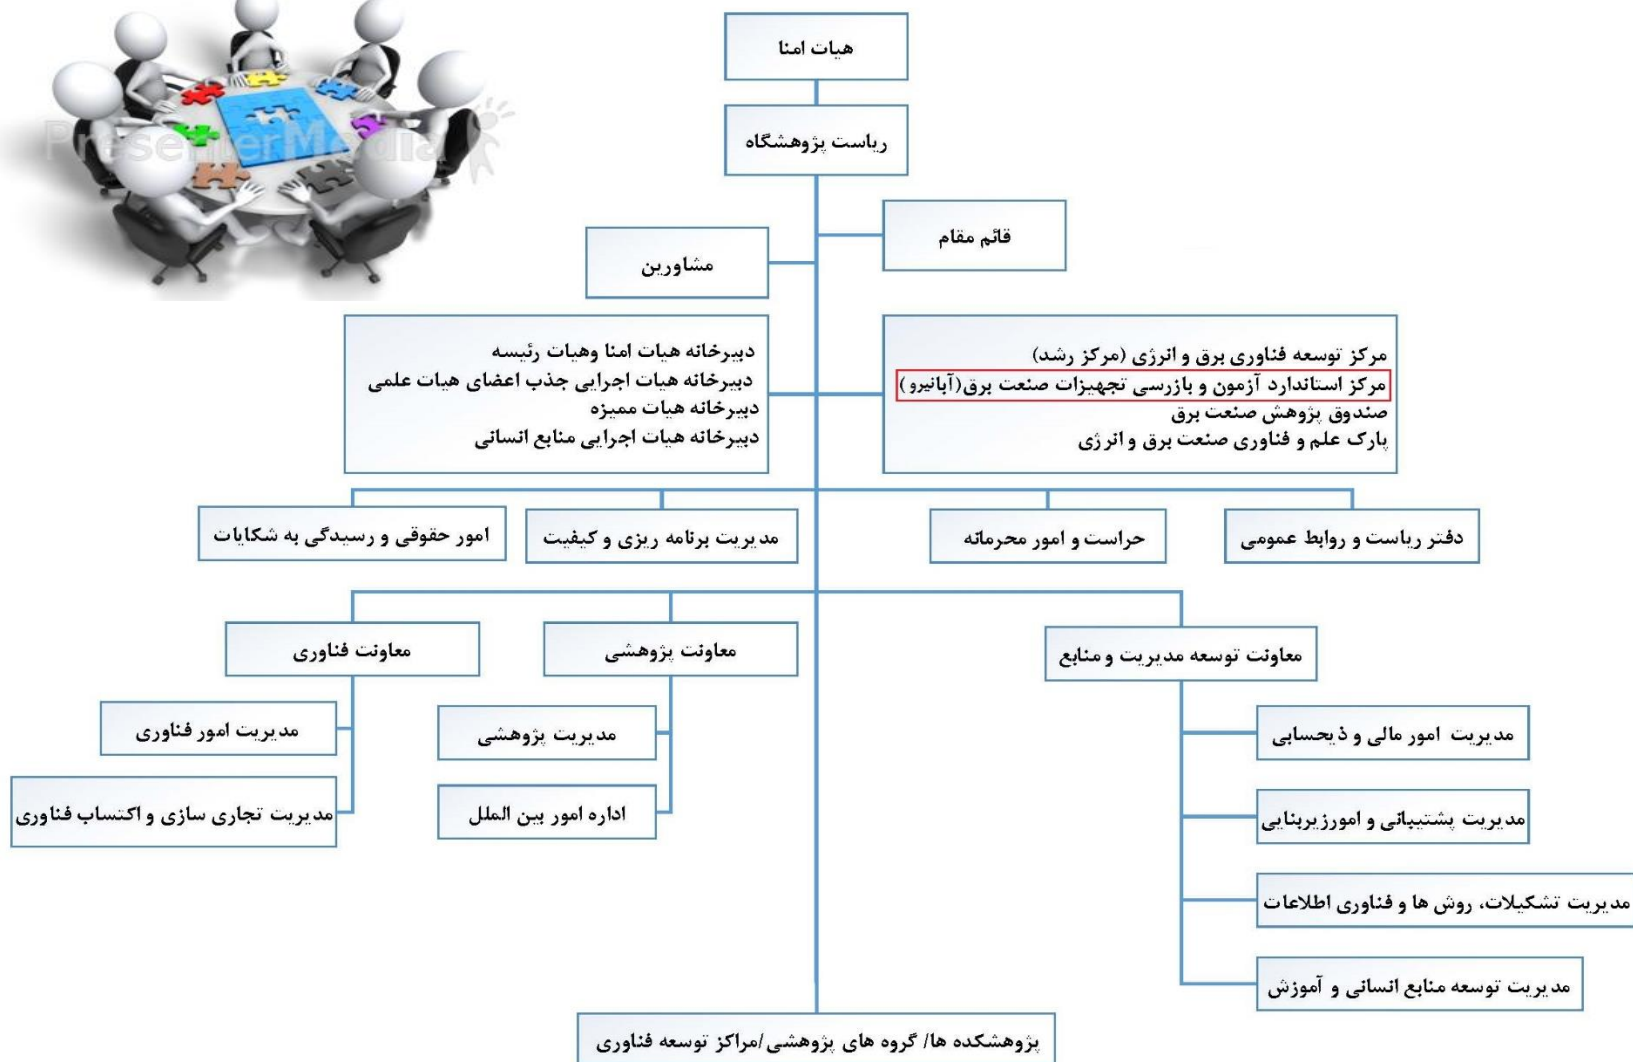 PresenterMedia
هیات امنا
ریاست پژوهشگاه
قائم مقام
مشاورین
مرکز توسعه فناوری برق و انرژی (مرکز رشد)
مرکز استاندارد آزمون و بازرسی تجهیزات صنعت برق(آبانیرو)
صندوق پژوهش صنعت برق
پارک علم و فناوری صنعت برق و انرژی
دبیرخانه هیات امنا وهیات رئیسه
دبیرخانه هیات اجرایی جذب اعضای هیات علمی
دبیرخانه هیات ممیزه
دبیرخانه هیات اجرایی منابع انسانی
دفتر ریاست و روابط عمومی
حراست و امور محرمانه
مدیریت برنامه ریزی و کیفیت
امور حقوقی و رسیدگی به شکایات
معاونت توسعه مدیریت و منابع
معاونت پژوهشی
معاونت فناوری
مدیریت امور مالی و ذیحسابی
مدیریت پشتیبانی و امورزیربنایی
مدیریت تشکیلات، روش ها و فناوری اطلاعات
مدیریت توسعه منابع انسانی و آموزش
مدیریت پژوهشی
اداره امور بین الملل
مدیریت امور فناوری
مدیریت تجاری سازی و اکتساب فناوری
پژوهشکده ها/ گروه های پژوهشی/مراکز توسعه فناوری